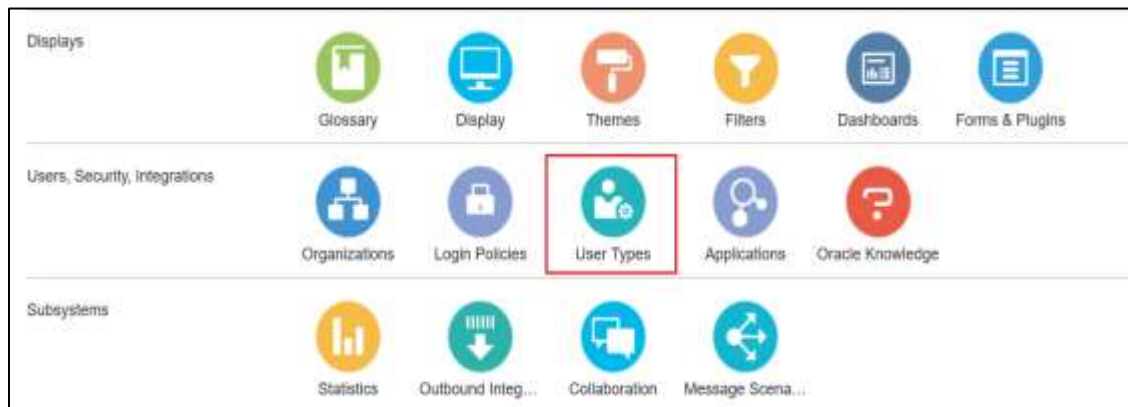 Displays
Glossary Display Themes Filters Dashboards Forms & Plugins
Users, Security, Integrations
Organizations Login Policies User Types Applications Oracle Knowledge
Subsystems
Statistics Outbound Integ... Collaboration Message Scena...